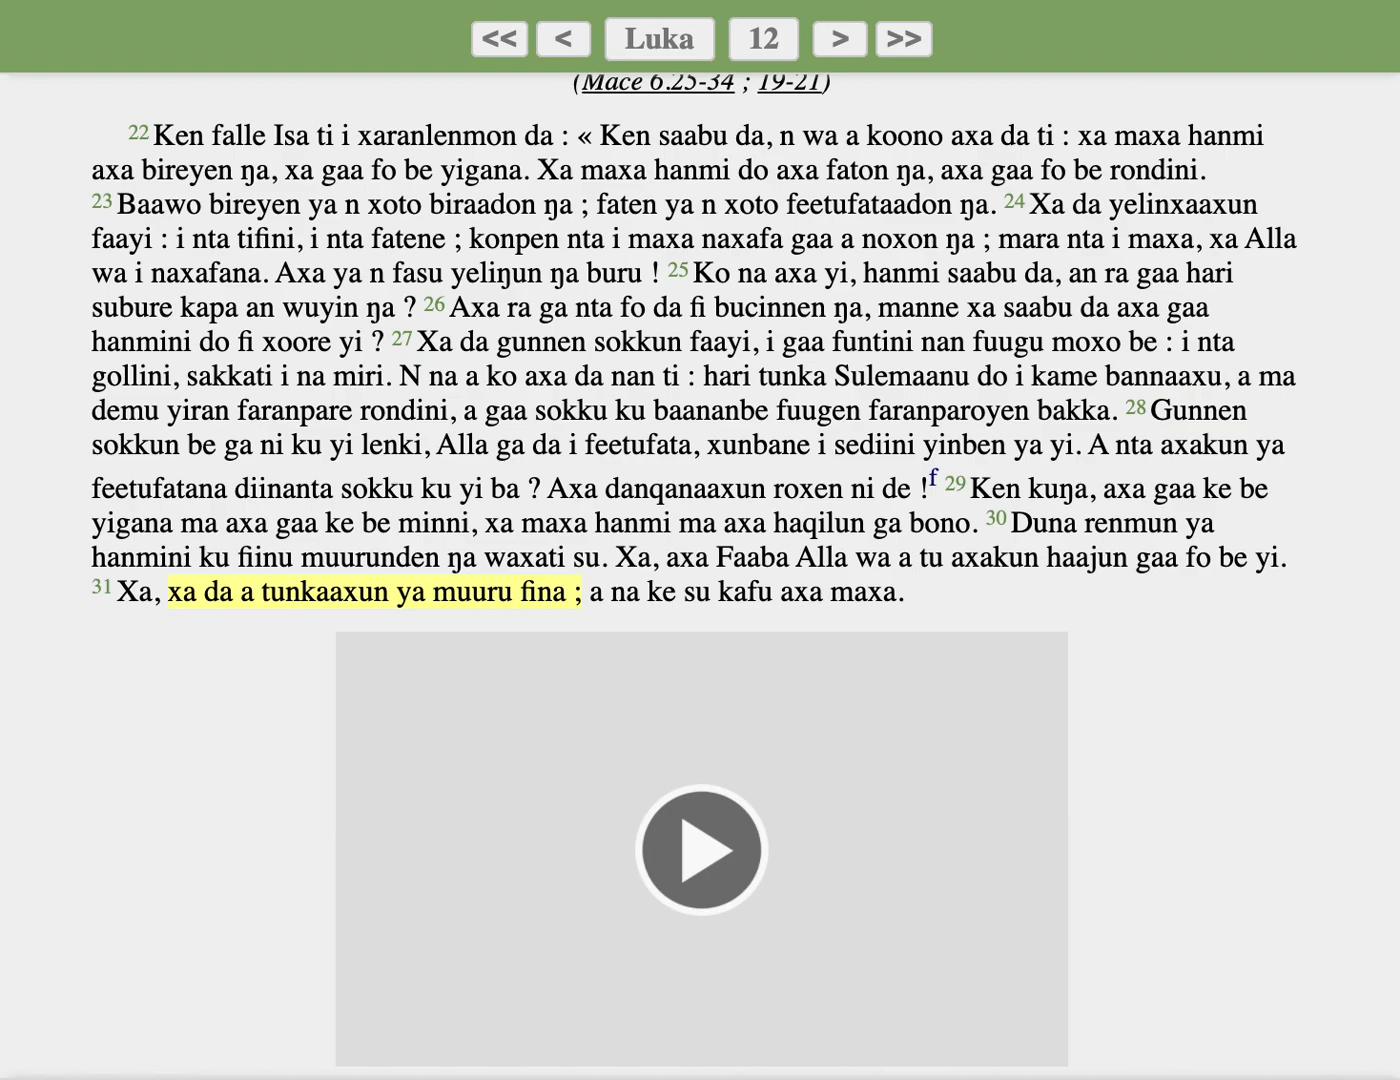 << < Luka 12 > >>
(Mace 6.25-34 ; 19-21)
22 Ken falle Isa ti i xaranlenmon da : « Ken saabu da, n wa a koono axa da ti : xa maxa hanmi
axa bireyen ŋa, xa gaa fo be yigana. Xa maxa hanmi do axa faton ŋa, axa gaa fo be rondini.
23 Baawo bireyen ya n xoto biraadon ŋa ; faten ya n xoto feetufataadon ŋa. 24 Xa da yelinxaaxun
faayi : i nta tifini, i nta fatene ; konpen nta i maxa naxafa gaa a noxon ŋa ; mara nta i maxa, xa Alla
wa i naxafana. Axa ya n fasu yeliŋun ŋa buru ! 25 Ko na axa yi, hanmi saabu da, an ra gaa hari
subure kapa an wuyin ŋa ? 26 Axa ra ga nta fo da fi bucinnen ŋa, manne xa saabu da axa gaa
hanmini do fi xoore yi ? 27 Xa da gunnen sokkun faayi, i gaa funtini nan fuugu moxo be : i nta
gollini, sakkati i na miri. N na a ko axa da nan ti : hari tunka Sulemaanu do i kame bannaaxu, a ma
demu yiran faranpare rondini, a gaa sokku ku baananbe fuugen faranparoyen bakka. 28 Gunnen
sokkun be ga ni ku yi lenki, Alla ga da i feetufata, xunbane i sediini yinben ya yi. A nta axakun ya
feetufatana diinanta sokku ku yi ba ? Axa danqanaaxun roxen ni de !f 29 Ken kuŋa, axa gaa ke be
yigana ma axa gaa ke be minni, xa maxa hanmi ma axa haqilun ga bono. 30 Duna renmun ya
hanmini ku fiinu muurunden ŋa waxati su. Xa, axa Faaba Alla wa a tu axakun haajun gaa fo be yi.
31 Xa, xa da a tunkaaxun ya muuru fina ; a na ke su kafu axa maxa.